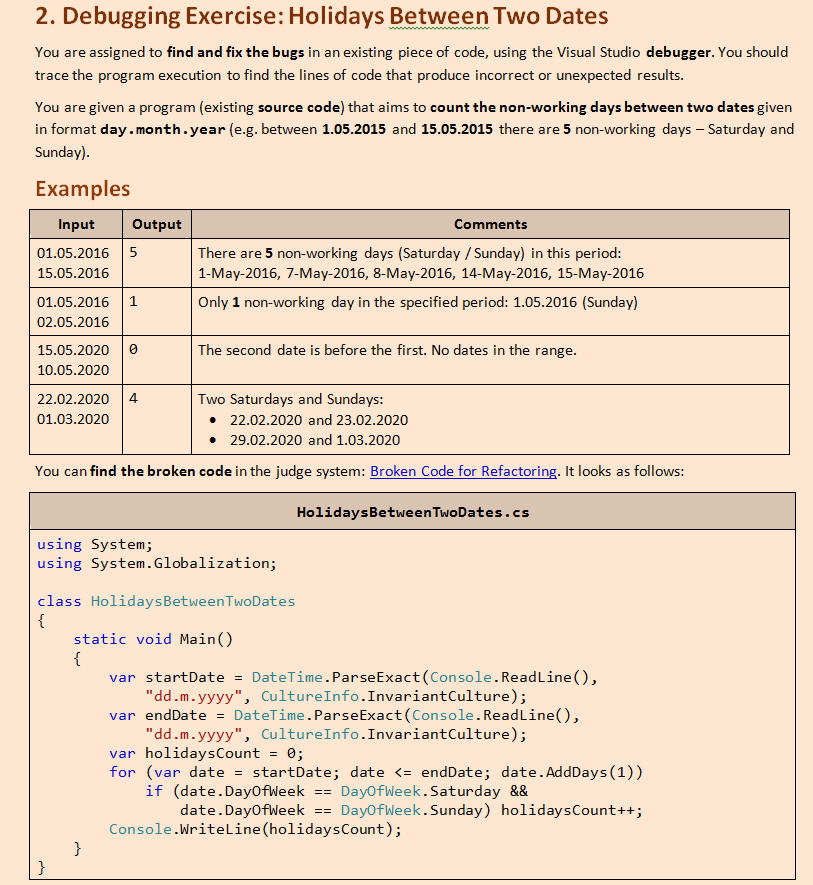 2. Debugging Exercise: Holidays Between Two Dates
You are assigned to find and fix the bugs in an existing piece of code, using the Visual Studio debugger. You should
trace the program execution to find the lines of code that produce incorrect or unexpected results.
You are given a program (existing source code) that aims to count the non-working days between two dates given
in format day.month.year (e.g. between 1.05.2015 and 15.05.2015 there are 5 non-working days – Saturday and
Sunday).
Examples
Input Output Comments
01.05.2016 5 There are 5 non-working days (Saturday / Sunday) in this period:
15.05.2016 1-May-2016, 7-May-2016, 8-May-2016, 14-May-2016, 15-May-2016
01.05.2016 1 Only 1 non-working day in the specified period: 1.05.2016 (Sunday)
02.05.2016
15.05.2020 0 The second date is before the first. No dates in the range.
10.05.2020
22.02.2020 4 Two Saturdays and Sundays:
01.03.2020 • 22.02.2020 and 23.02.2020
• 29.02.2020 and 1.03.2020
You can find the broken code in the judge system: Broken Code for Refactoring. It looks as follows:
HolidaysBetweenTwoDates.cs
using System;
using System.Globalization;
class HolidaysBetweenTwoDates
{
static void Main()
{
var startDate = DateTime.ParseExact(Console.ReadLine(),
"dd.m.yyyy", CultureInfo.InvariantCulture);
var endDate = DateTime.ParseExact(Console.ReadLine(),
"dd.m.yyyy", CultureInfo.InvariantCulture);
var holidaysCount = 0;
for (var date = startDate; date <= endDate; date.AddDays(1))
if (date.DayOfWeek == DayOfWeek.Saturday &&
date.DayOfWeek == DayOfWeek.Sunday) holidaysCount++;
Console.WriteLine(holidaysCount);
}
}